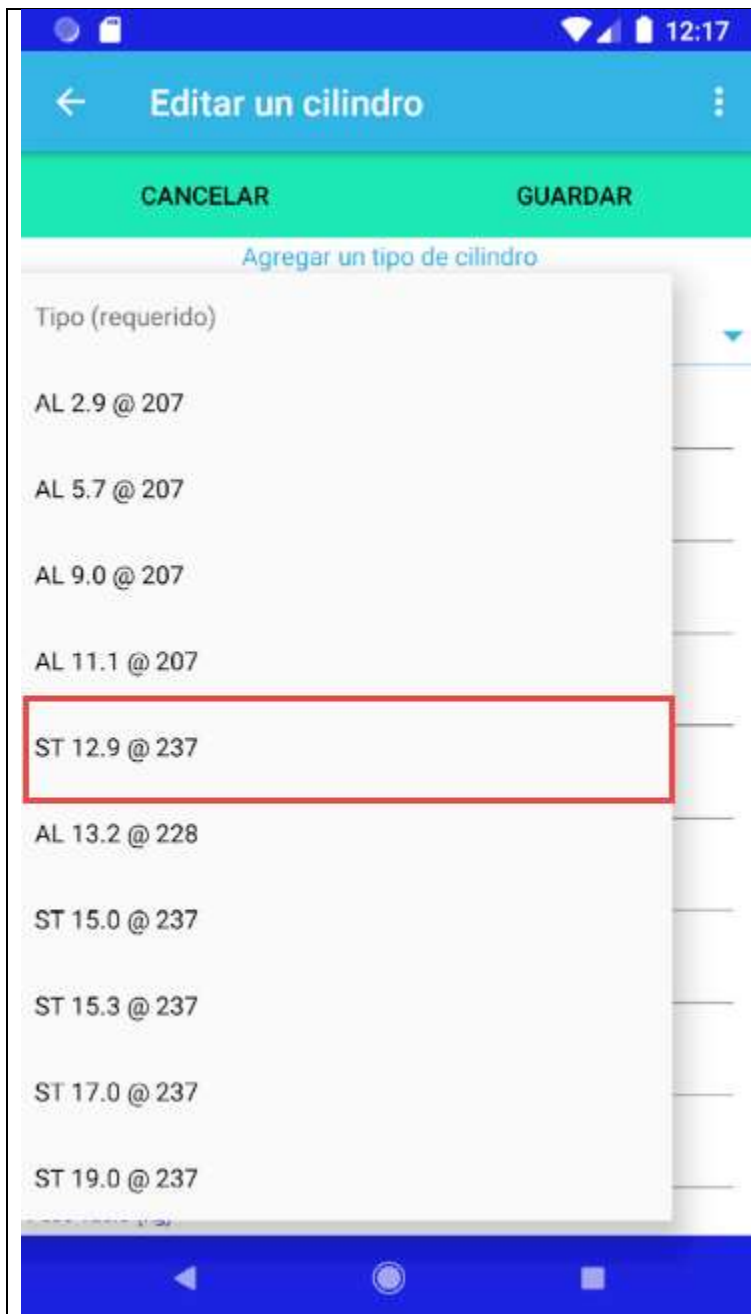 12:17
Editar un cilindro
CANCELAR GUARDAR
Agregar un tipo de cilindro
Tipo (requerido)
AL 2.9 @ 207
AL 5.7 @ 207
AL 9.0 @ 207
AL 11.1 @ 207
ST 12.9 @ 237
AL 13.2 @ 228
ST 15.0 @ 237
ST 15.3 @ 237
ST 17.0 @ 237
ST 19.0 @ 237